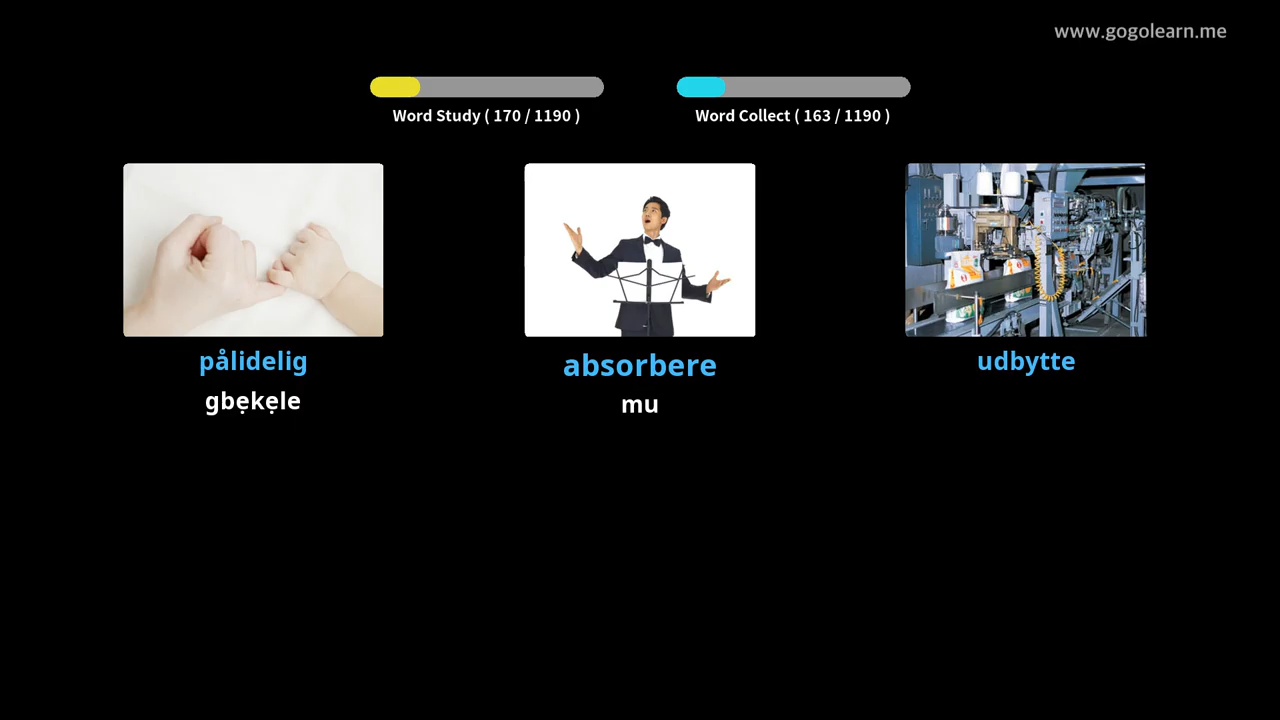 www.gogolearn.me
Word Study ( 170 / 1190 )
Word Collect ( 163 / 1190 )
pålidelig
gbẹkẹle
absorbere
mu
udbytte